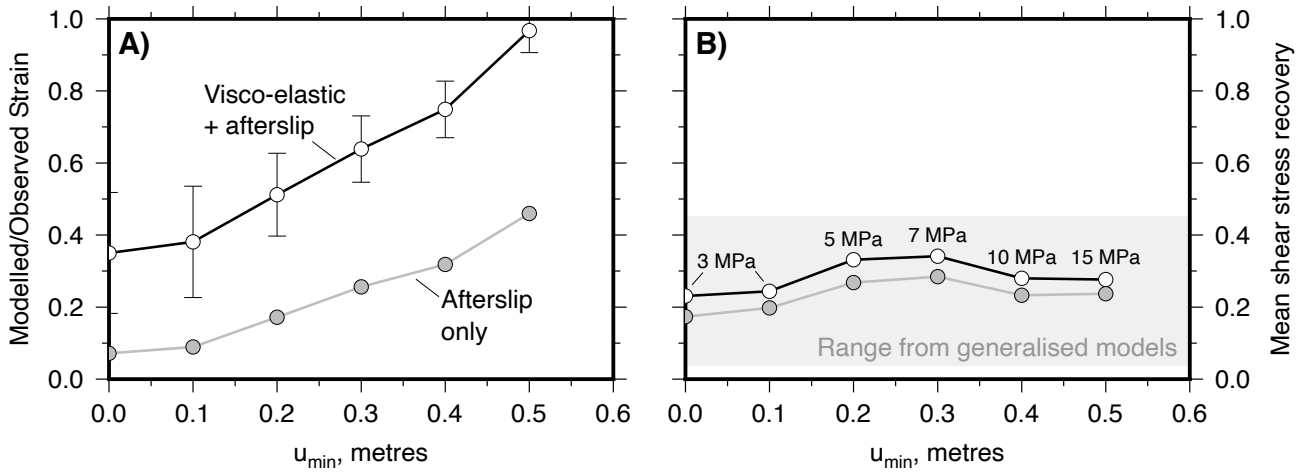 A)
Modelled/Observed Strain
1.0
0.8
0.6
0.4
0.2
0.0
Visco-elastic
+ afterslip
Afterslip
only
0.0 0.1 0.2 0.3 0.4 0.5 0.6
u_min, metres
B)
3 MPa
5 MPa
7 MPa
10 MPa
15 MPa
Range from generalised models
1.0
0.8
0.6
0.4
0.2
0.0
Mean shear stress recovery
0.0 0.1 0.2 0.3 0.4 0.5 0.6
u_min, metres